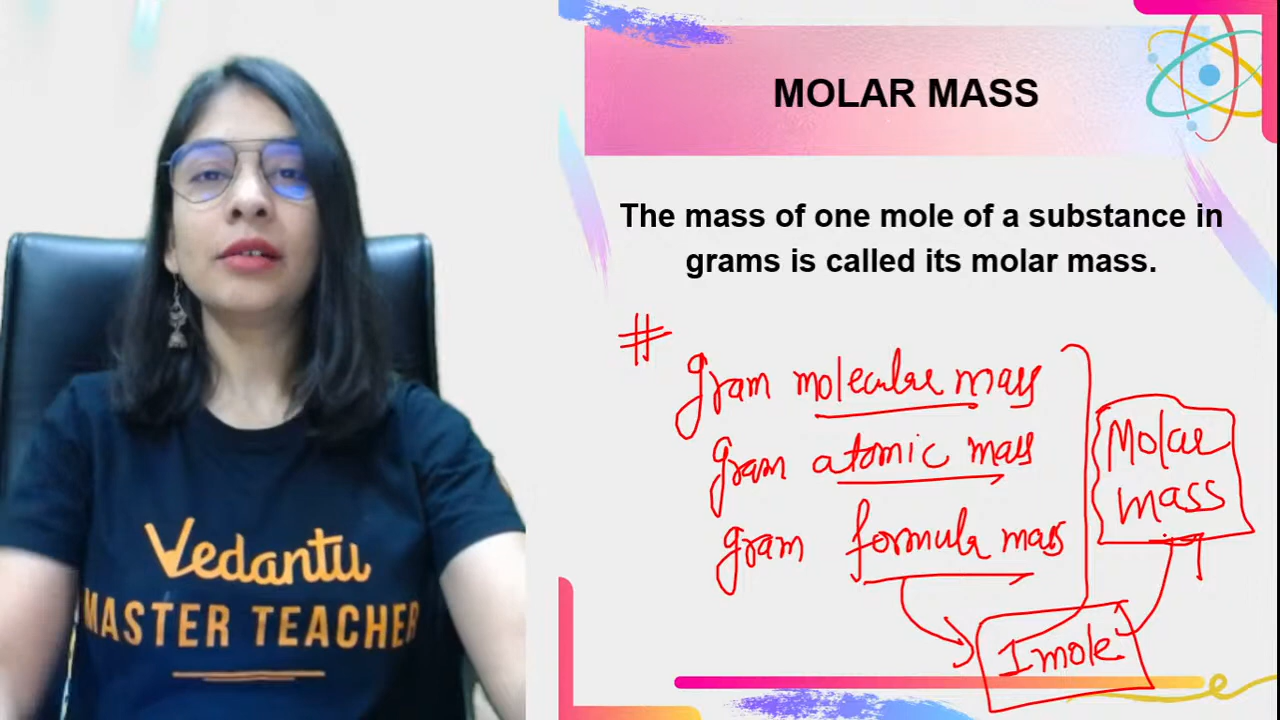 Vedantu
MASTER TEACHER
MOLAR MASS
The mass of one mole of a substance in
grams is called its molar mass.
#
gram molecular mass
gram atomic mass
gram formula mass
Molar
mass
1 mole